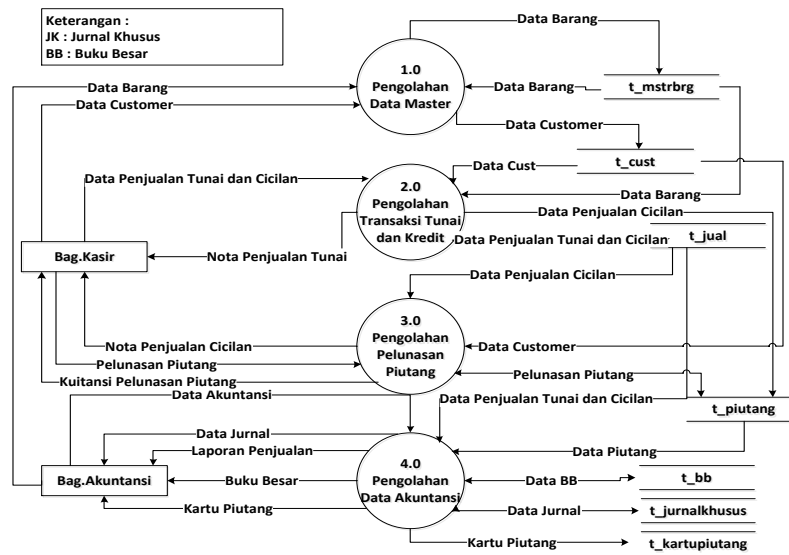 Keterangan :
JK : Jurnal Khusus
BB : Buku Besar
Data Barang
1.0
Pengolahan
Data Master
Data Barang
Data Barang
t_mstrbrg
Data Customer
Data Customer
t_cust
Data Cust
Data Penjualan Tunai dan Cicilan
2.0
Pengolahan
Transaksi Tunai
dan Kredit
Data Barang
Data Penjualan Cicilan
Data Penjualan Tunai dan Cicilan
t_jual
Bag.Kasir
Nota Penjualan Tunai
Data Penjualan Cicilan
3.0
Pengolahan
Pelunasan
Piutang
Nota Penjualan Cicilan
Data Customer
Pelunasan Piutang
Pelunasan Piutang
Kuitansi Pelunasan Piutang
Data Akuntansi
Data Penjualan Tunai dan Cicilan
t_piutang
Data Jurnal
Laporan Penjualan
Data Piutang
4.0
Pengolahan
Data Akuntansi
Bag.Akuntansi
Buku Besar
Data BB
t_bb
Kartu Piutang
Data Jurnal
t_jurnalkhusus
Kartu Piutang
t_kartupiutang